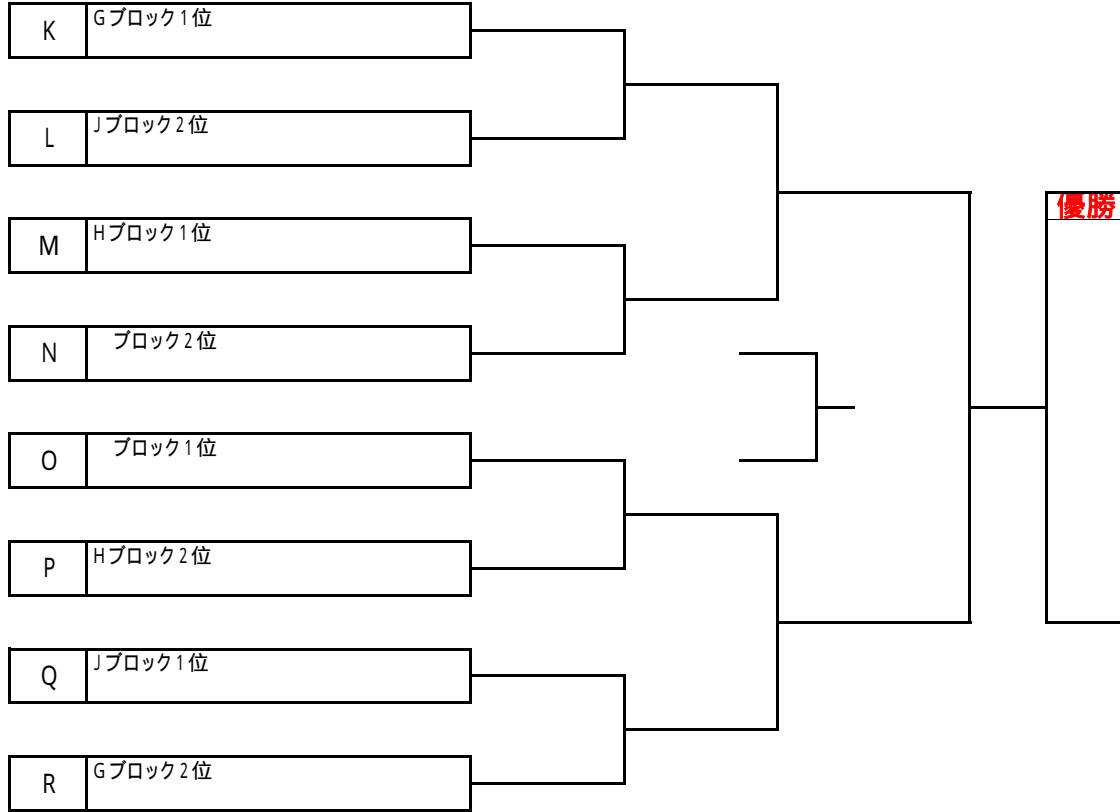 K Gブロック1位
L Jブロック2位
M Hブロック1位
優勝
N ブロック2位
O ブロック1位
P Hブロック2位
Q Jブロック1位
R Gブロック2位